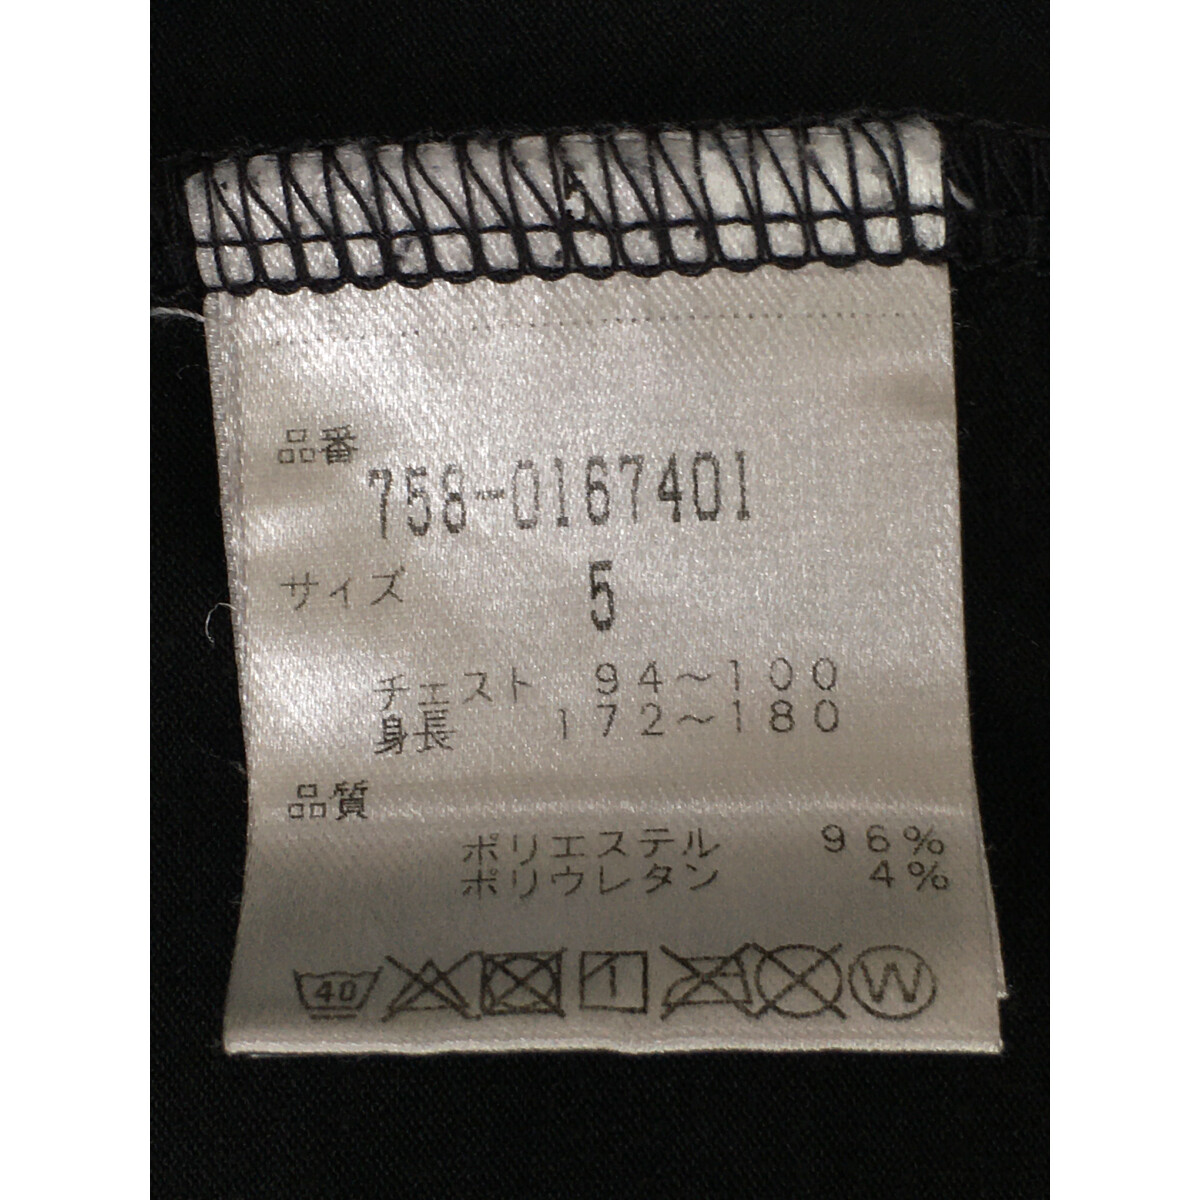 5
品番
758-0167401
サイズ 5
チェスト 94～100
身長 172～180
品質
ポリエステル 96%
ポリウレタン 4%
40 1 W